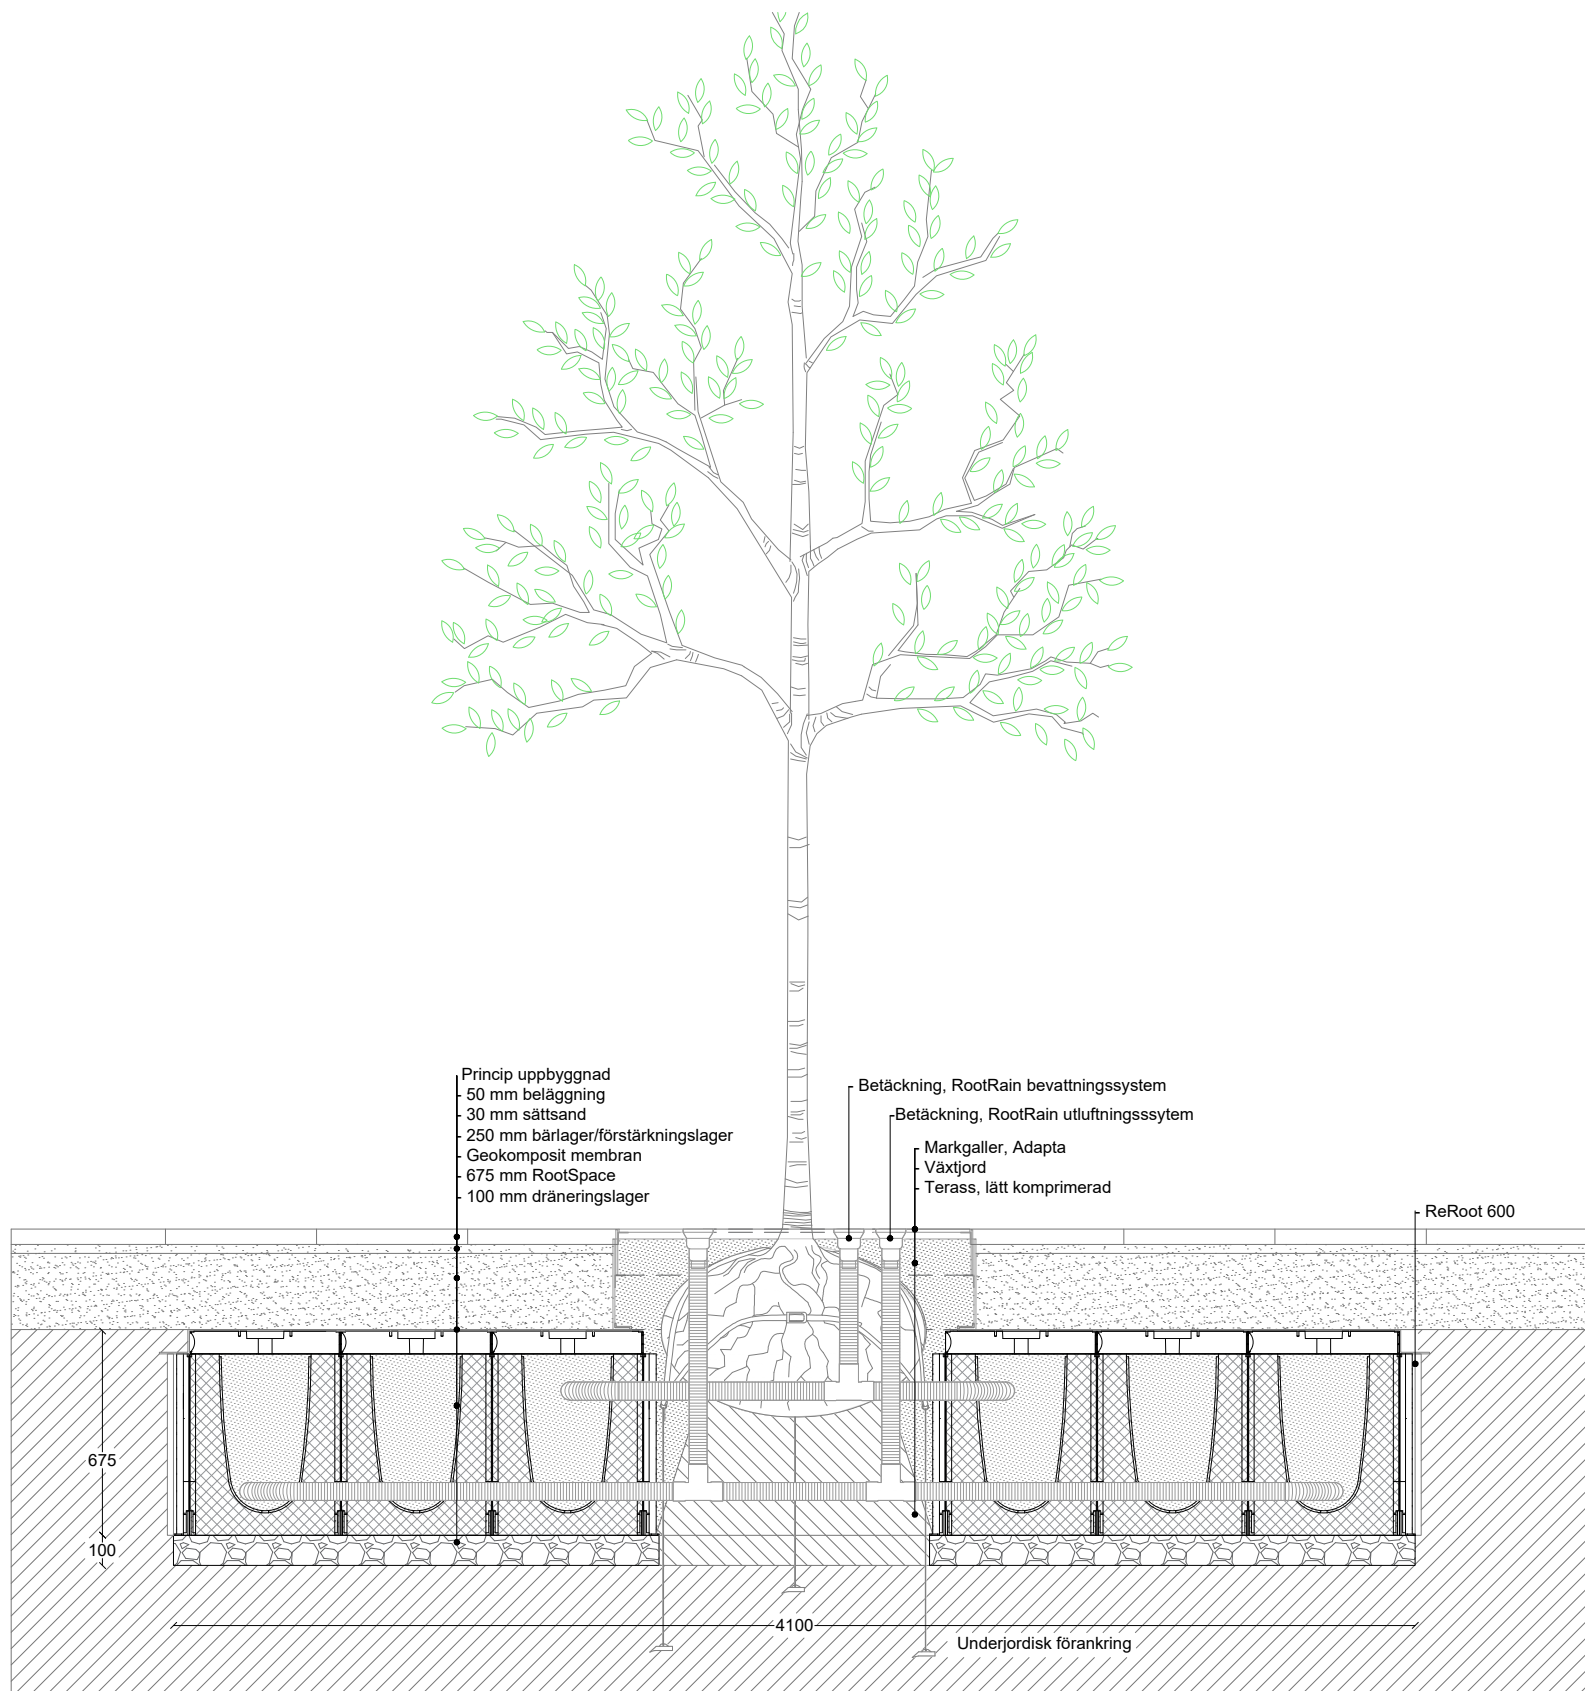 Princip uppbyggnad
50 mm beläggning
30 mm sättsand
250 mm bärlager/förstärkningslager
Geokomposit membran
675 mm RootSpace
100 mm dräneringslager
Betäckning, RootRain bevattningssystem
Betäckning, RootRain utluftningsssytem
Markgaller, Adapta
Växtjord
Terass, lätt komprimerad
ReRoot 600
675
100
4100
Underjordisk förankring